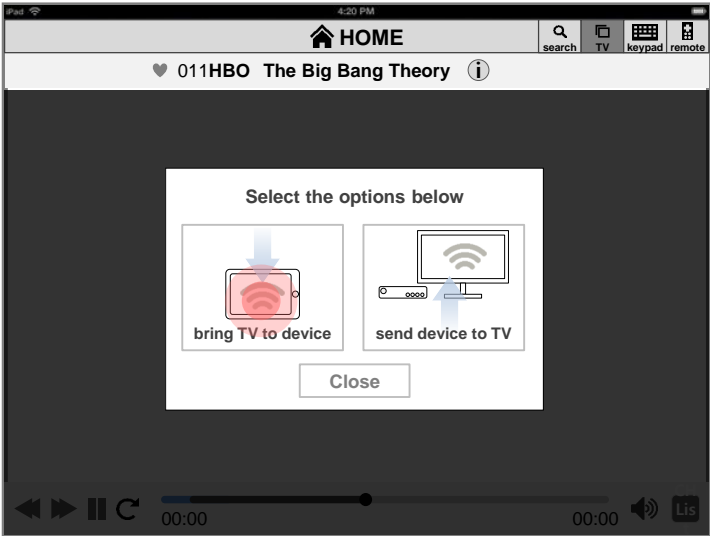 iPad 4:20 PM
HOME
search TV keypad remote
011HBO The Big Bang Theory i
Select the options below
bring TV to device send device to TV
Close
00:00 00:00 Lis